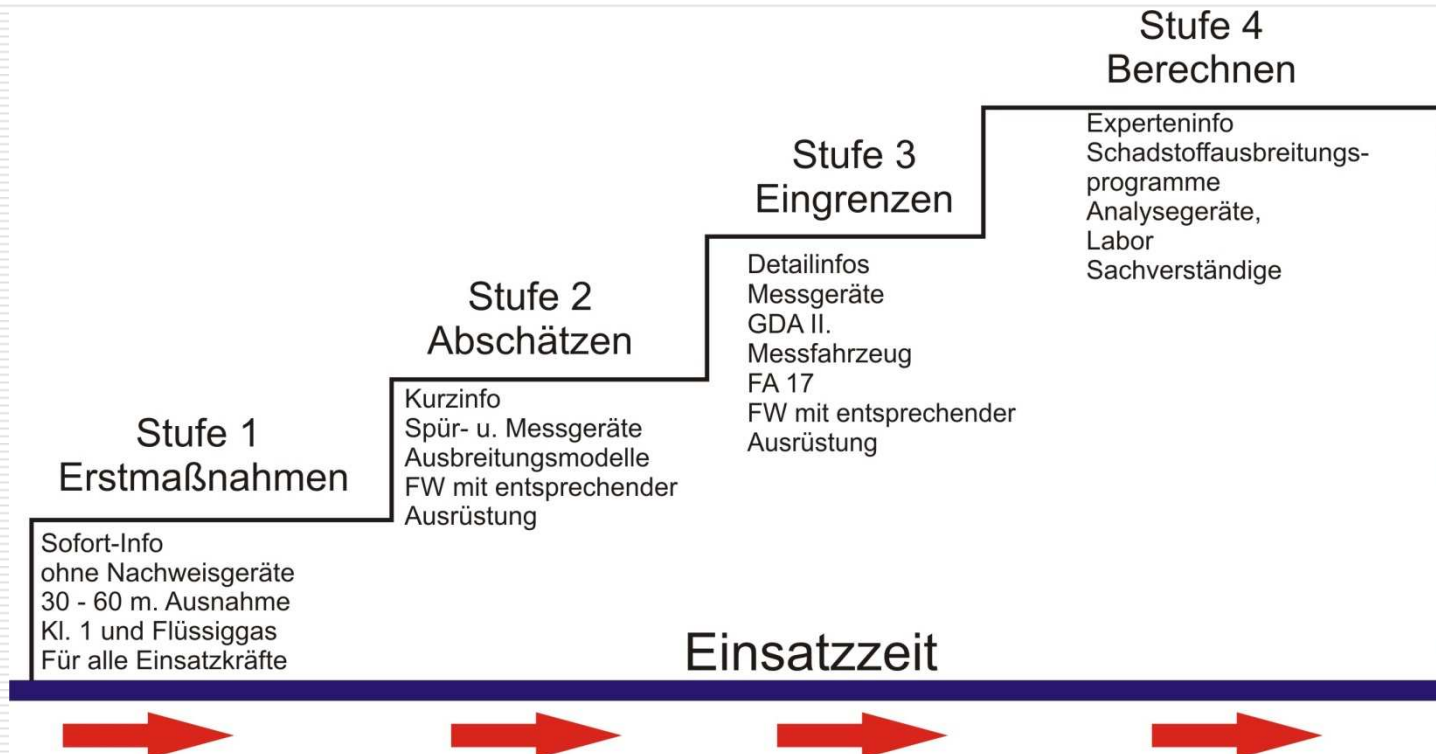 Stufe 1
Erstmaßnahmen
Sofort-Info
ohne Nachweisgeräte
30 - 60 m. Ausnahme
Kl. 1 und Flüssiggas
Für alle Einsatzkräfte
Stufe 2
Abschätzen
Kurzinfo
Spür- u. Messgeräte
Ausbreitungsmodelle
FW mit entsprechender
Ausrüstung
Stufe 3
Eingrenzen
Detailinfos
Messgeräte
GDA II.
Messfahrzeug
FA 17
FW mit entsprechender
Ausrüstung
Stufe 4
Berechnen
Experteninfo
Schadstoffausbreitungs-
programme
Analysegeräte,
Labor
Sachverständige
Einsatzzeit